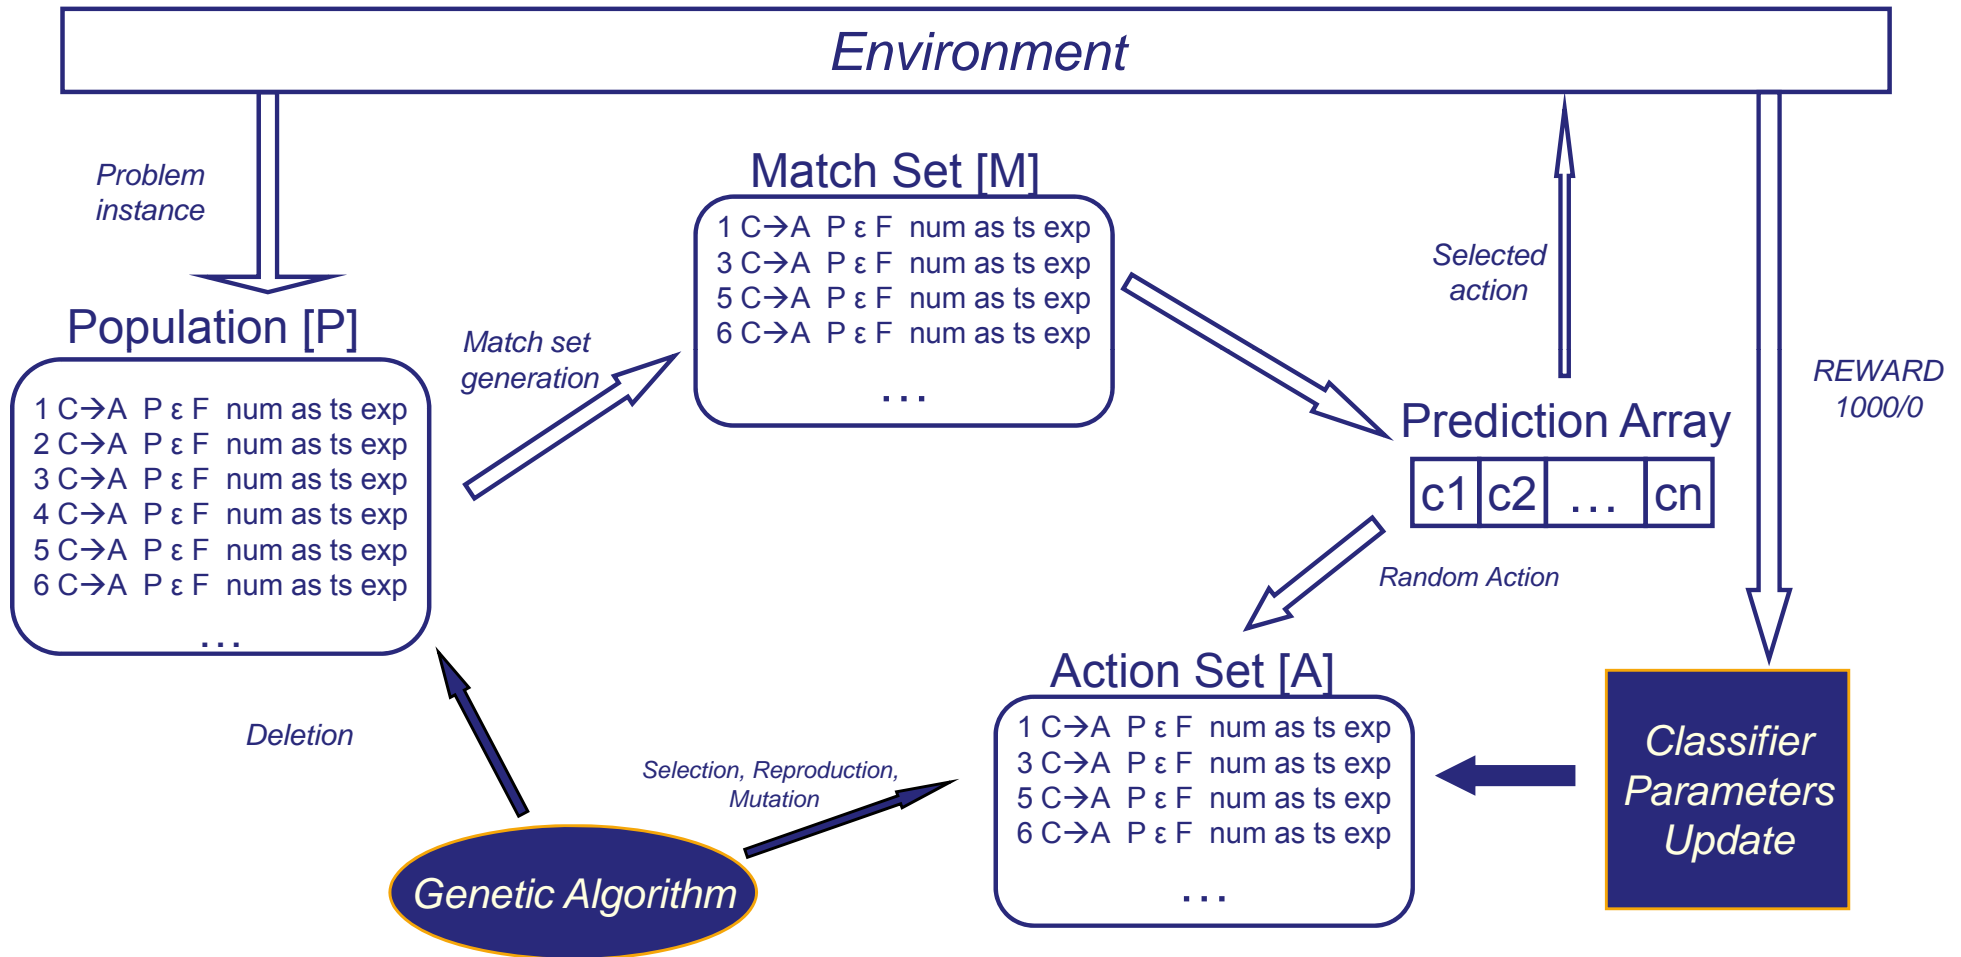 Environment
Problem
instance
Match Set [M]
1 C→A P ε F num as ts exp
3 C→A P ε F num as ts exp
5 C→A P ε F num as ts exp
6 C→A P ε F num as ts exp
...
Selected
action
Population [P]
1 C→A P ε F num as ts exp
2 C→A P ε F num as ts exp
3 C→A P ε F num as ts exp
4 C→A P ε F num as ts exp
5 C→A P ε F num as ts exp
6 C→A P ε F num as ts exp
...
Match set
generation
REWARD
1000/0
Prediction Array
c1 c2 ... cn
Random Action
Action Set [A]
1 C→A P ε F num as ts exp
3 C→A P ε F num as ts exp
5 C→A P ε F num as ts exp
6 C→A P ε F num as ts exp
...
Classifier
Parameters
Update
Deletion
Selection, Reproduction,
Mutation
Genetic Algorithm